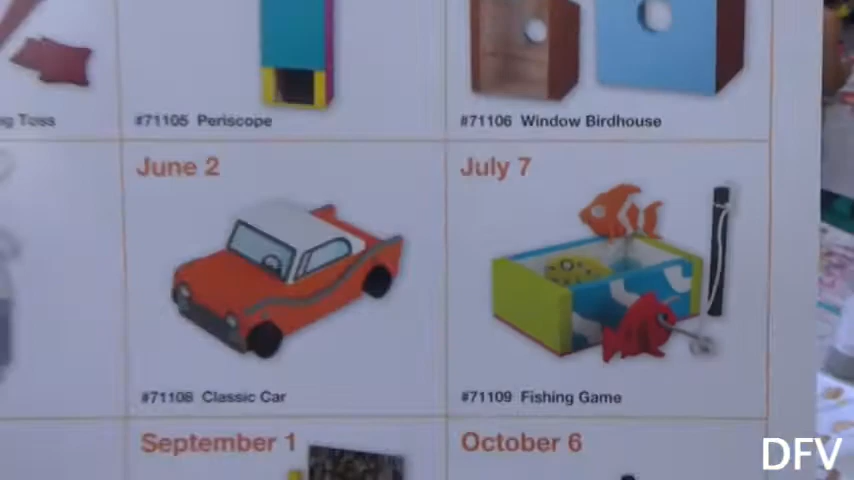 g Toss
#71105 Periscope
#71106 Window Birdhouse
June 2
July 7
#71108 Classic Car
#71109 Fishing Game
September 1
October 6
DFV